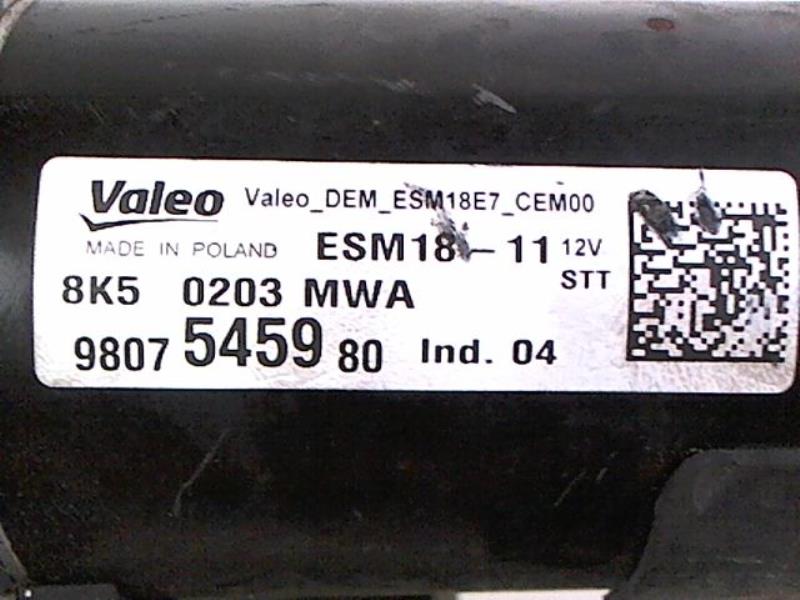 Valeo Valeo_DEM_ESM18E7_CEM00
MADE IN POLAND ESM18-11 12V
STT
8K5 0203 MWA
9807 5459 80 Ind. 04